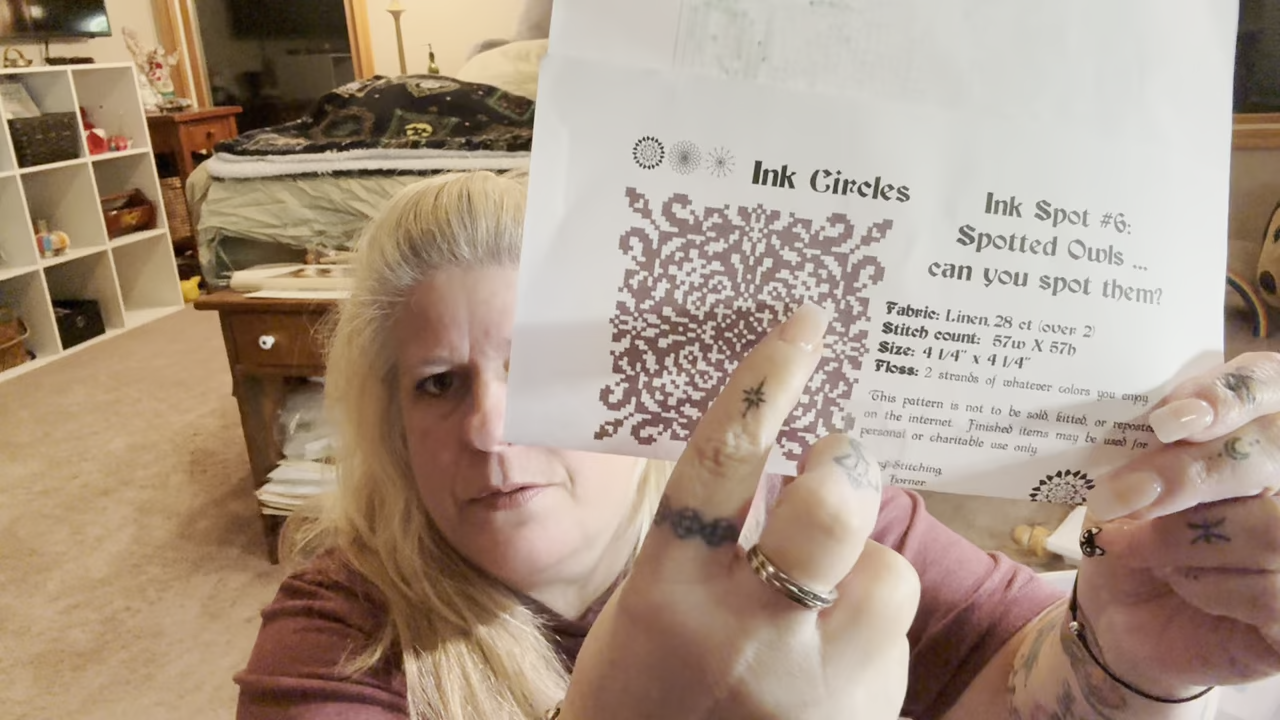 Ink Circles
Ink Spot #6:
Spotted Owls ...
can you spot them?
Fabric: Linen, 28 ct (over 2)
Stitch count: 57w X 57h
Size: 4 1/4" x 4 1/4"
Floss: 2 strands of whatever colors you enjoy
This pattern is not to be sold, kitted, or reposted
on the internet. Finished items may be used for
personal or charitable use only
Stitching,
Horner